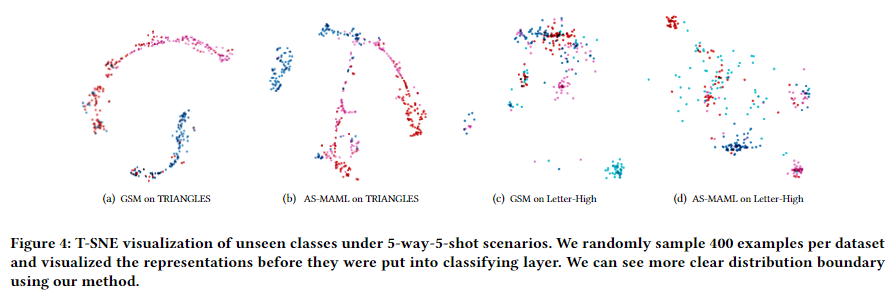 (a) GSM on TRIANGLES
(b) AS-MAML on TRIANGLES
(c) GSM on Letter-High
(d) AS-MAML on Letter-High
Figure 4: T-SNE visualization of unseen classes under 5-way-5-shot scenarios. We randomly sample 400 examples per dataset
and visualized the representations before they were put into classifying layer. We can see more clear distribution boundary
using our method.